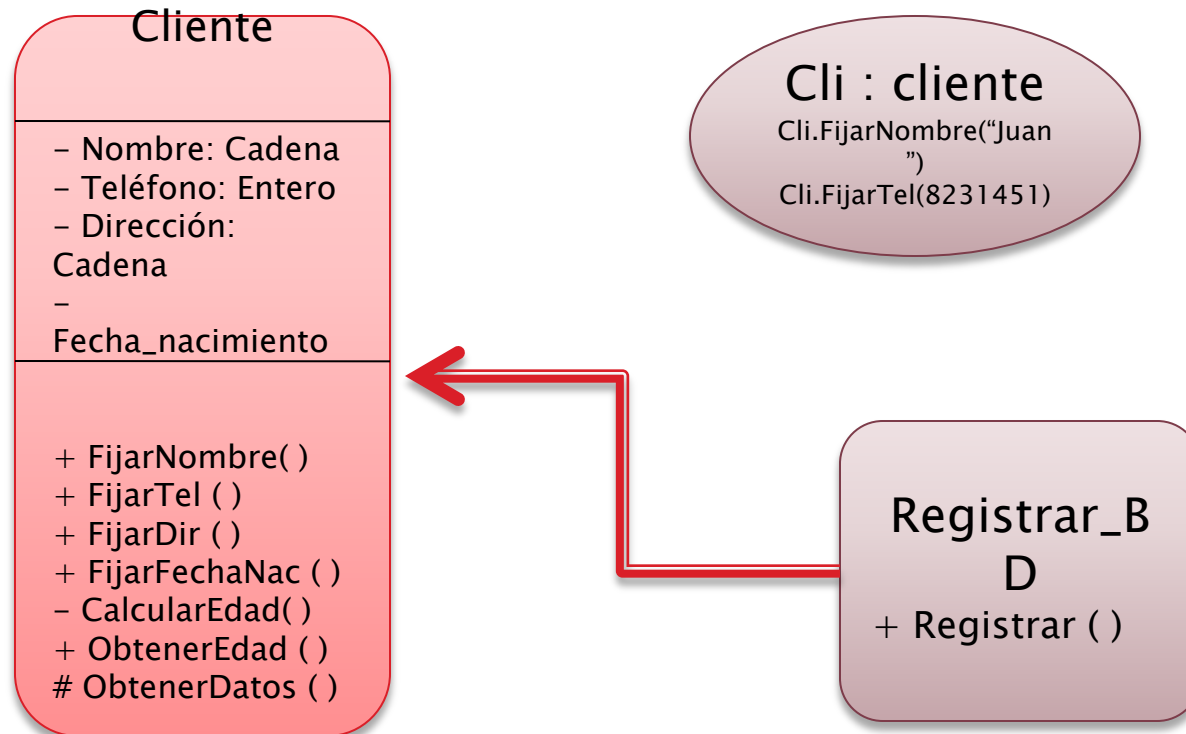 Cliente
- Nombre: Cadena
- Teléfono: Entero
- Dirección:
Cadena
-
Fecha_nacimiento
+ FijarNombre( )
+ FijarTel ( )
+ FijarDir ( )
+ FijarFechaNac ( )
- CalcularEdad( )
+ ObtenerEdad ( )
# ObtenerDatos ( )
Cli : cliente
Cli.FijarNombre(“Juan
”)
Cli.FijarTel(8231451)
Registrar_B
D
+ Registrar ( )